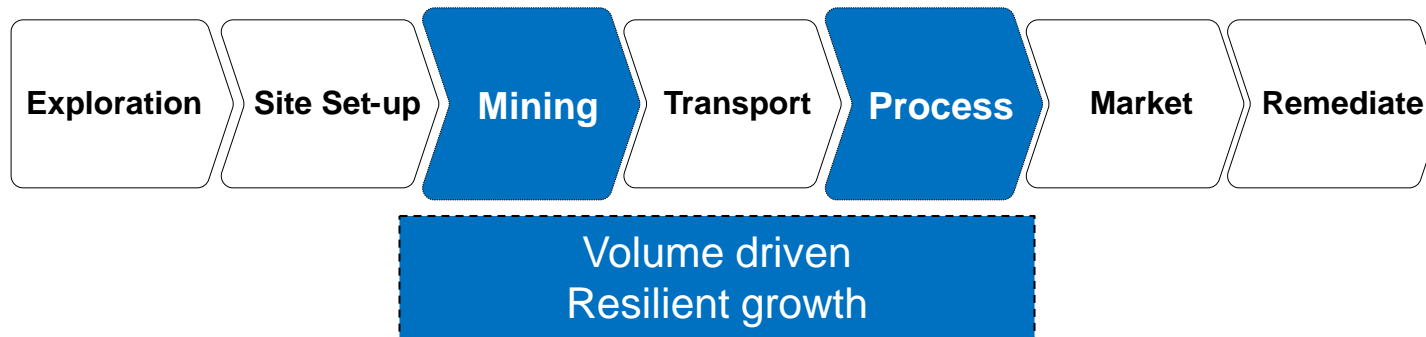 Exploration
Site Set-up
Mining
Transport
Process
Market
Remediate
Volume driven
Resilient growth